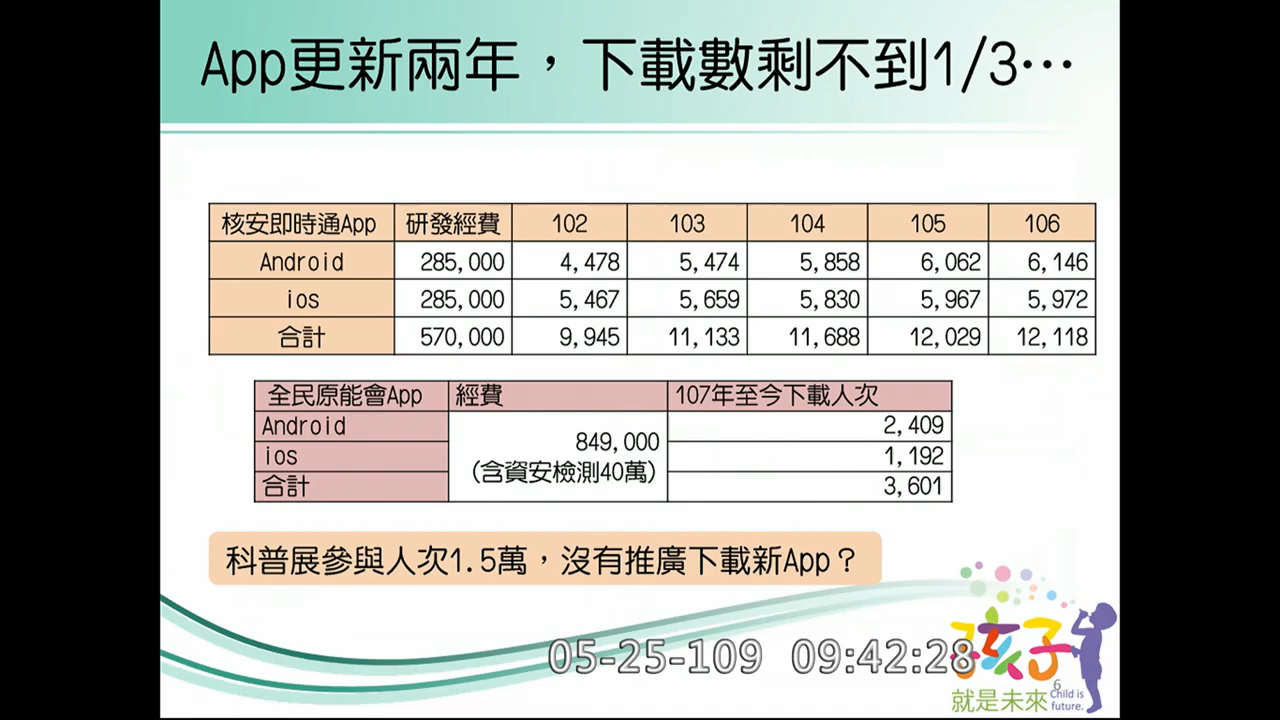 App更新兩年，下載數剩不到1/3…
核安即時通App 研發經費 102 103 104 105 106
Android 285,000 4,478 5,474 5,858 6,062 6,146
ios 285,000 5,467 5,659 5,830 5,967 5,972
合計 570,000 9,945 11,133 11,688 12,029 12,118
全民原能會App 經費 107年至今下載人次
Android 2,409
849,000
ios 1,192
(含資安檢測40萬)
合計 3,601
科普展參與人次1.5萬，沒有推廣下載新App？
05-25-109 09:42:28
孩子
6
就是未來 Child is
future.